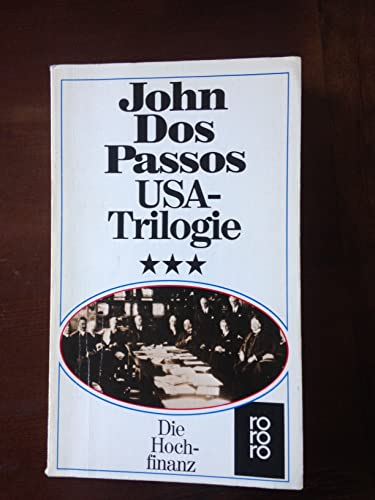 John
Dos
Passos
USA-
Trilogie
★★★
Die
Hoch-
finanz
ro
ro
ro